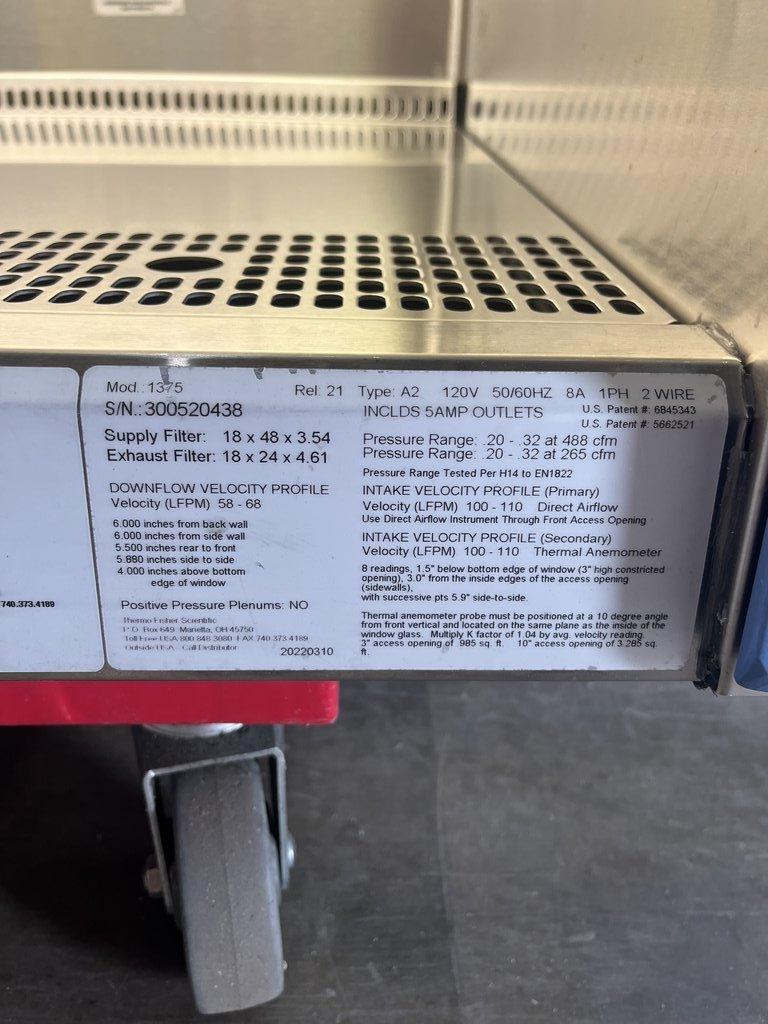 Mod.: 1375 Rel: 21 Type: A2 120V 50/60HZ 8A 1PH 2 WIRE
S/N.: 300520438 INCLDS 5AMP OUTLETS U.S. Patent #: 6845343
U.S. Patent #: 5662521
Supply Filter: 18 x 48 x 3.54 Pressure Range: .20 - .32 at 488 cfm
Exhaust Filter: 18 x 24 x 4.61 Pressure Range: .20 - .32 at 265 cfm
Pressure Range Tested Per H14 to EN1822
DOWNFLOW VELOCITY PROFILE
Velocity (LFPM) 58 - 68
6.000 inches from back wall
6.000 inches from side wall
5.500 inches rear to front
5.880 inches side to side
4.000 inches above bottom
edge of window
Positive Pressure Plenums: NO
Thermo Fisher Scientific
P.O. Box 649 Marietta, OH 45750
Toll Free USA 800 848 3080 FAX 740 373 4189
Outside USA - Call Distributor
20220310
INTAKE VELOCITY PROFILE (Primary)
Velocity (LFPM) 100 - 110 Direct Airflow
Use Direct Airflow Instrument Through Front Access Opening
INTAKE VELOCITY PROFILE (Secondary)
Velocity (LFPM) 100 - 110 Thermal Anemometer
8 readings, 1.5" below bottom edge of window (3" high constricted
opening), 3.0" from the inside edges of the access opening
(sidewalls),
with successive pts 5.9" side-to-side.
Thermal anemometer probe must be positioned at a 10 degree angle
from front vertical and located on the same plane as the inside of the
window glass. Multiply K factor of 1.04 by avg. velocity reading.
3" access opening of .985 sq. ft. 10" access opening of 3.285 sq.
ft.
740.373.4189